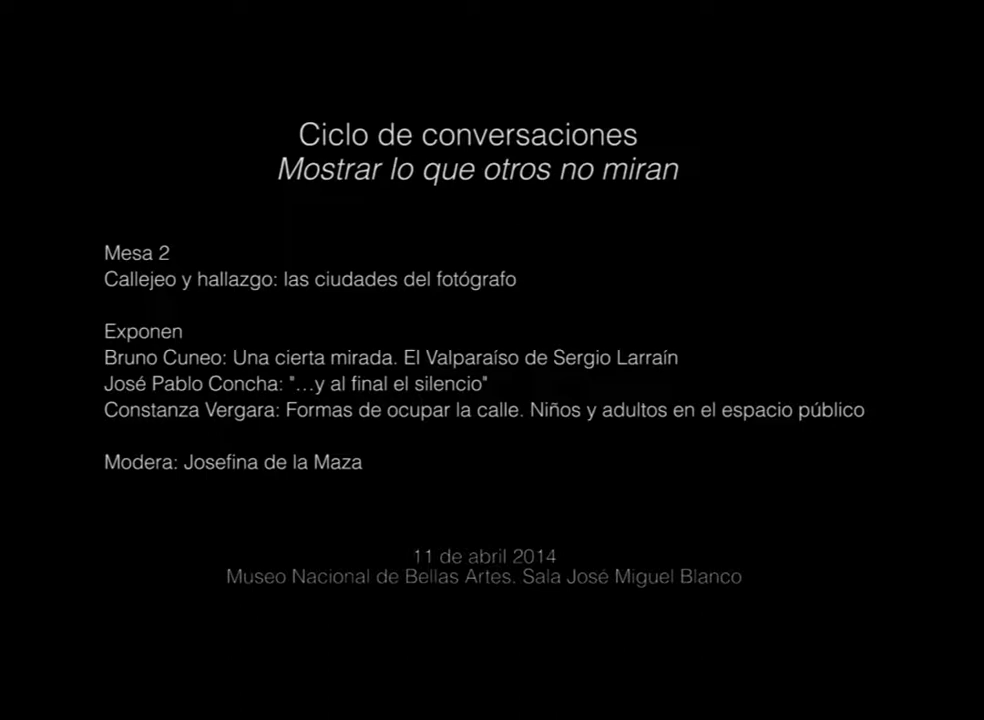 Ciclo de conversaciones
Mostrar lo que otros no miran
Mesa 2
Callejeo y hallazgo: las ciudades del fotógrafo
Exponen
Bruno Cuneo: Una cierta mirada. El Valparaíso de Sergio Larraín
José Pablo Concha: "...y al final el silencio"
Constanza Vergara: Formas de ocupar la calle. Niños y adultos en el espacio público
Modera: Josefina de la Maza
11 de abril 2014
Museo Nacional de Bellas Artes. Sala José Miguel Blanco